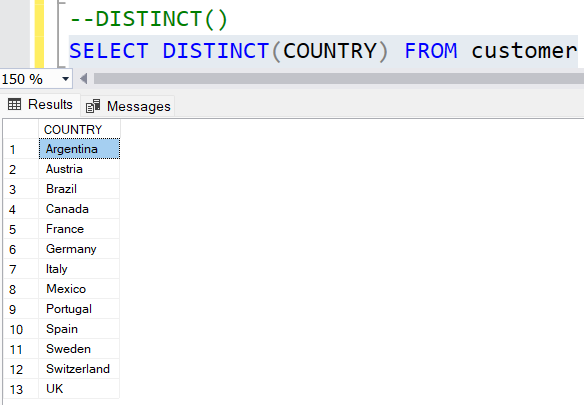 --DISTINCT()
SELECT DISTINCT(COUNTRY) FROM customer
150 %
Results Messages
COUNTRY
1 Argentina
2 Austria
3 Brazil
4 Canada
5 France
6 Germany
7 Italy
8 Mexico
9 Portugal
10 Spain
11 Sweden
12 Switzerland
13 UK